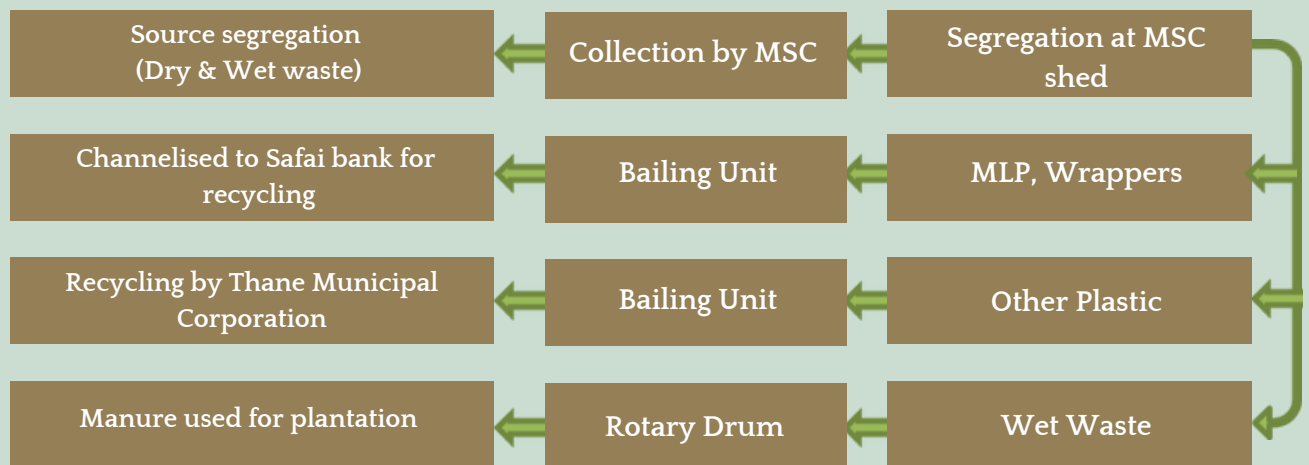 Source segregation
(Dry & Wet waste)
Collection by MSC
Segregation at MSC
shed
Channelised to Safai bank for
recycling
Bailing Unit
MLP, Wrappers
Recycling by Thane Municipal
Corporation
Bailing Unit
Other Plastic
Manure used for plantation
Rotary Drum
Wet Waste